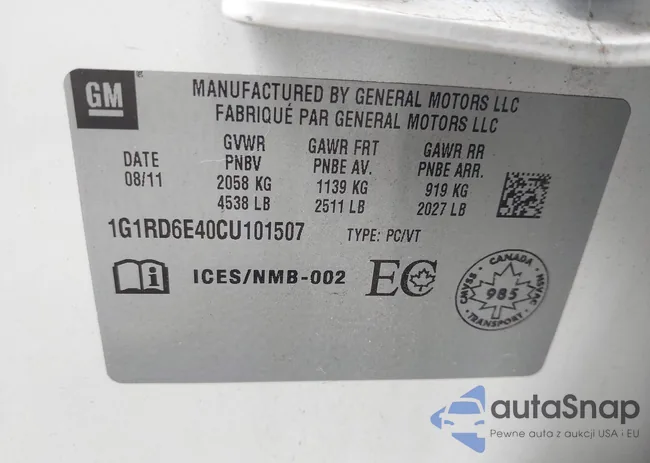 GM
MANUFACTURED BY GENERAL MOTORS LLC
FABRIQUÉ PAR GENERAL MOTORS LLC
DATE
08/11
GVWR
PNBV
2058 KG
4538 LB
GAWR FRT
PNBE AV.
1139 KG
2511 LB
GAWR RR
PNBE ARR.
919 KG
2027 LB
1G1RD6E40CU101507 TYPE: PC/VT
i ICES/NMB-002 EC
CANADA
CMVSS 985 NSVAC
TRANSPORT
autaSnap
Pewne auta z aukcji USA i EU